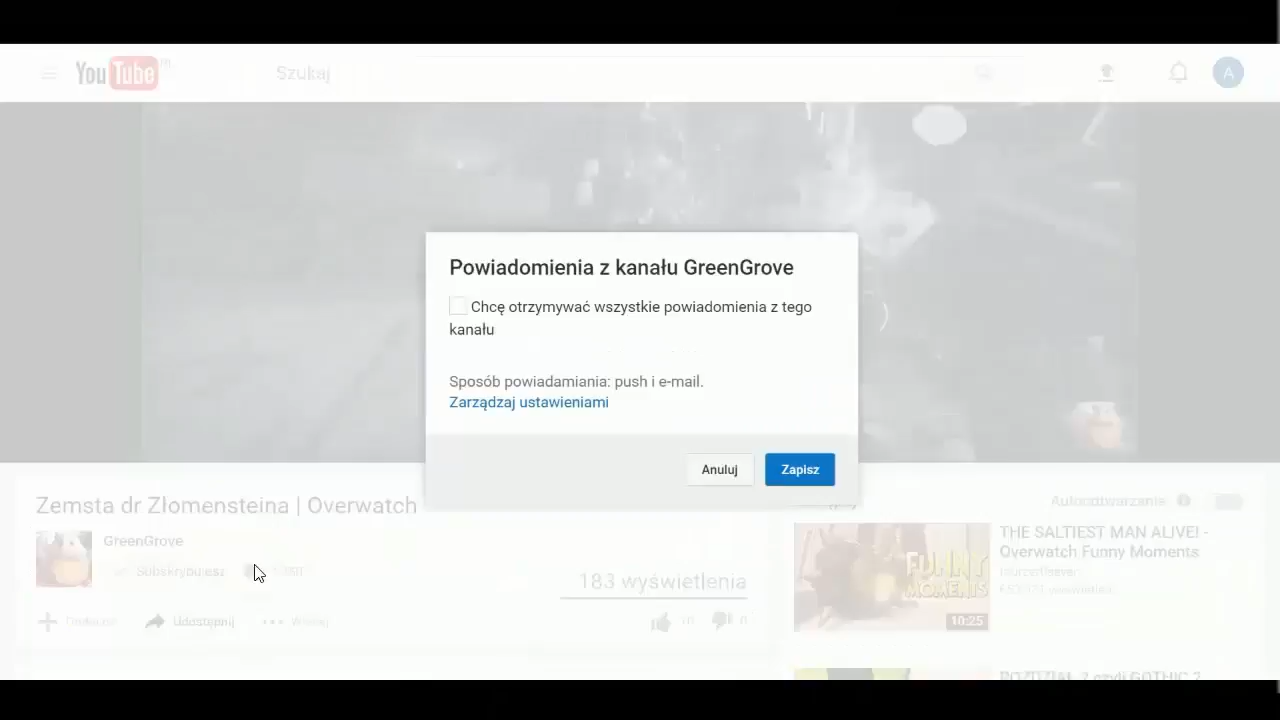 YouTube
Szukaj
A
Powiadomienia z kanału GreenGrove
Chcę otrzymywać wszystkie powiadomienia z tego
kanału
Sposób powiadamiania: push i e-mail.
Zarządzaj ustawieniami
Anuluj
Zapisz
Zemsta dr Złomensteina | Overwatch
GreenGrove
Subskrybujesz
183 wyświetlenia
Udostępnij
Autoodtwarzanie
THE SALTIEST MAN ALIVE! -
Overwatch Funny Moments
FUNNY
MOMENTS
10:25